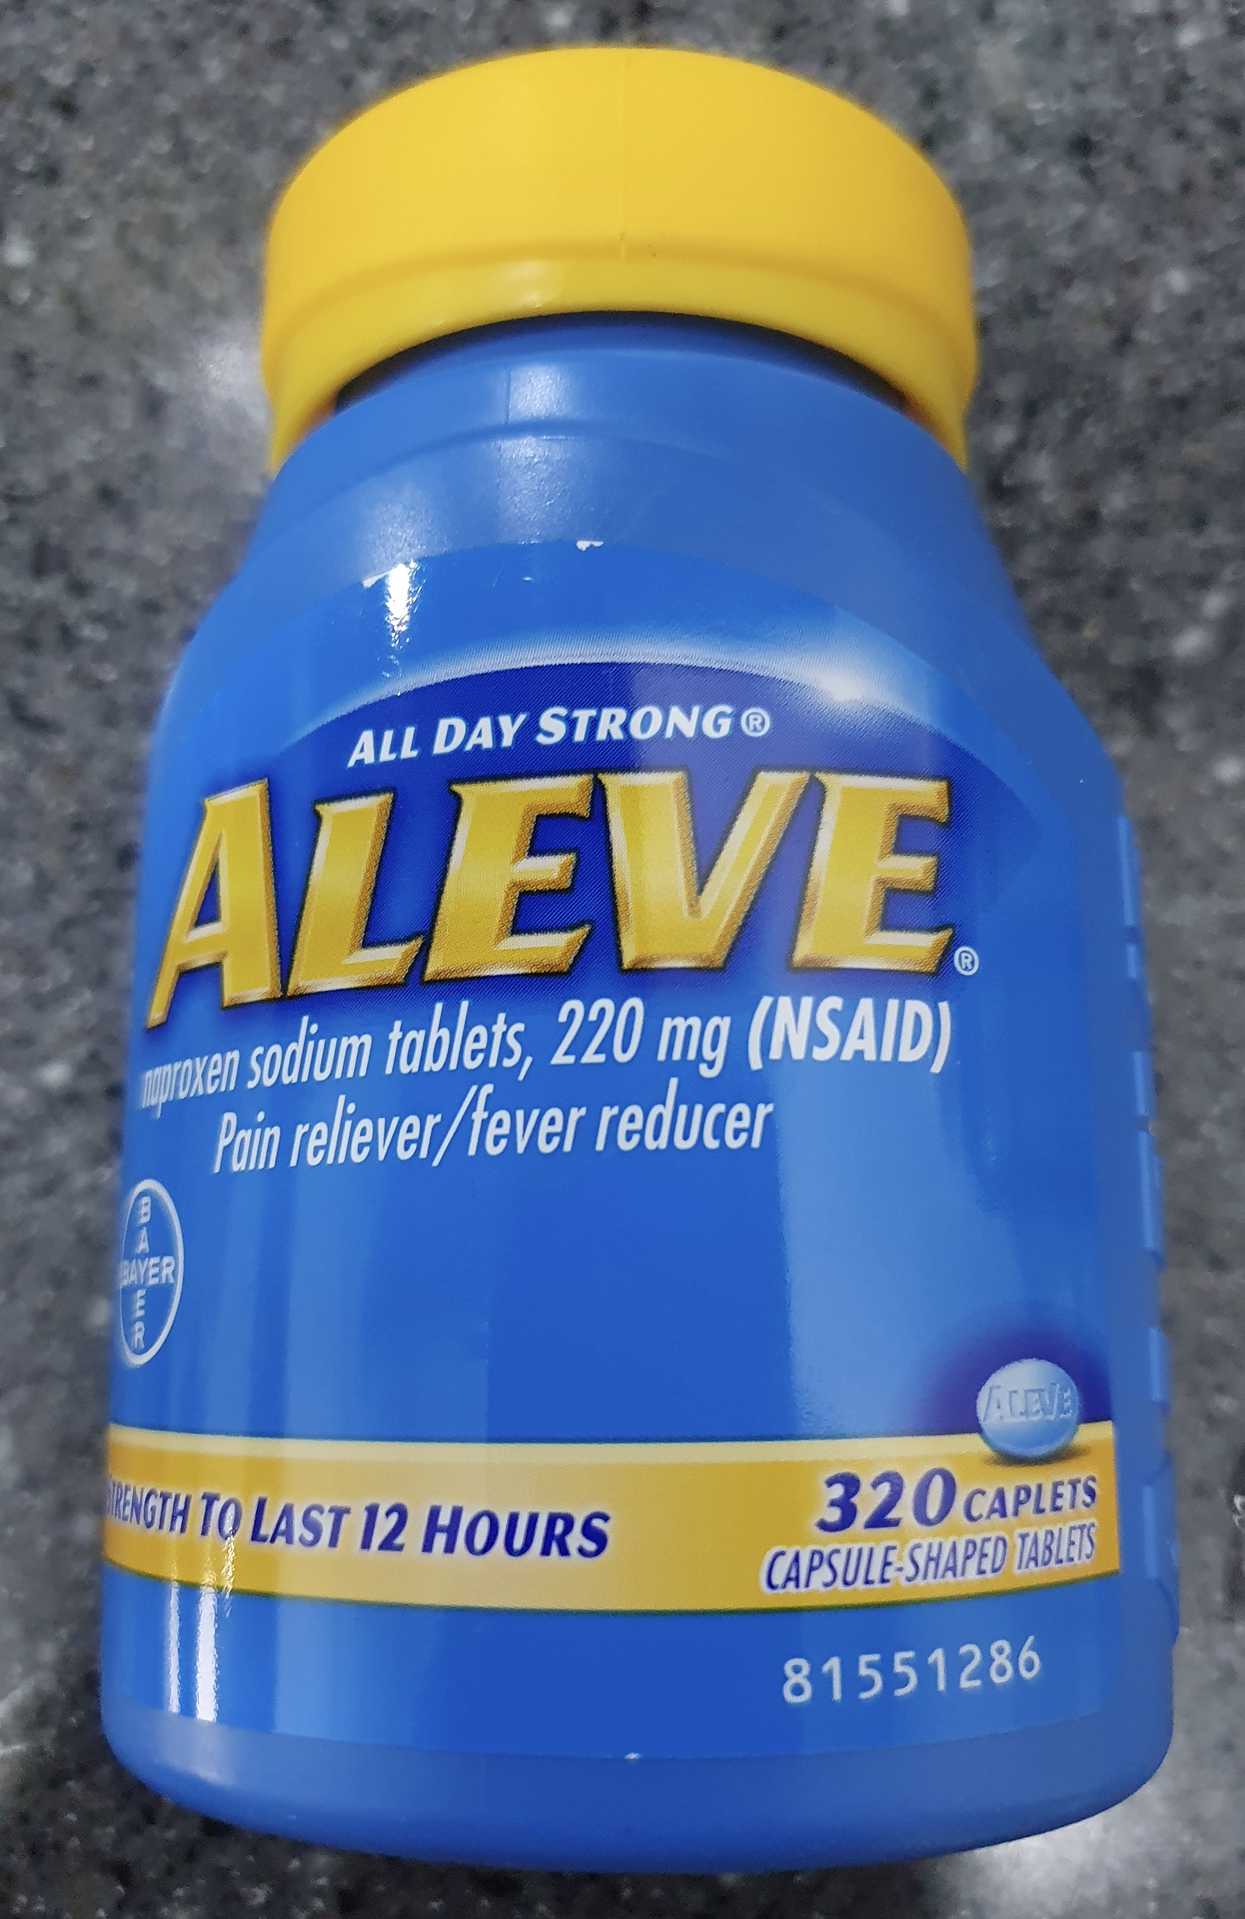 ALL DAY STRONG®
ALEVE®
naproxen sodium tablets, 220 mg (NSAID)
Pain reliever/fever reducer
BAYER
BAYER
ALEVE
STRENGTH TO LAST 12 HOURS
320 CAPLETS
CAPSULE-SHAPED TABLETS
81551286